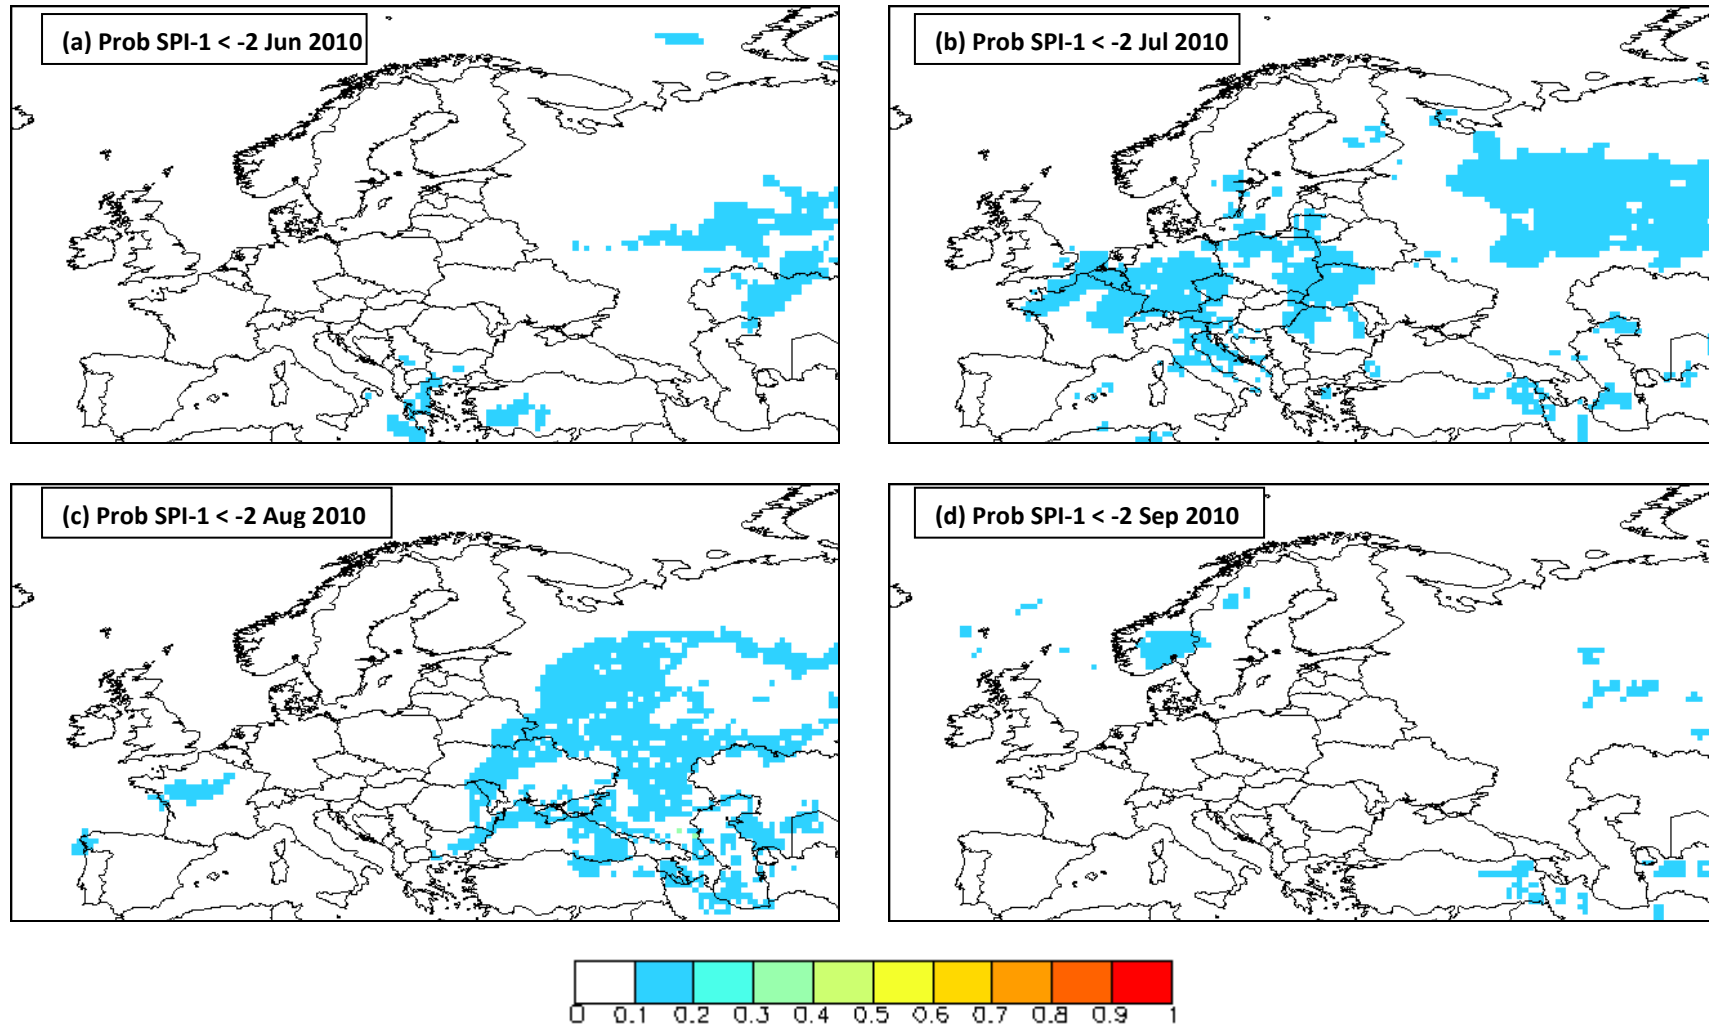 (a) Prob SPI-1 < -2 Jun 2010
(b) Prob SPI-1 < -2 Jul 2010
(c) Prob SPI-1 < -2 Aug 2010
(d) Prob SPI-1 < -2 Sep 2010
0 0.1 0.2 0.3 0.4 0.5 0.6 0.7 0.8 0.9 1